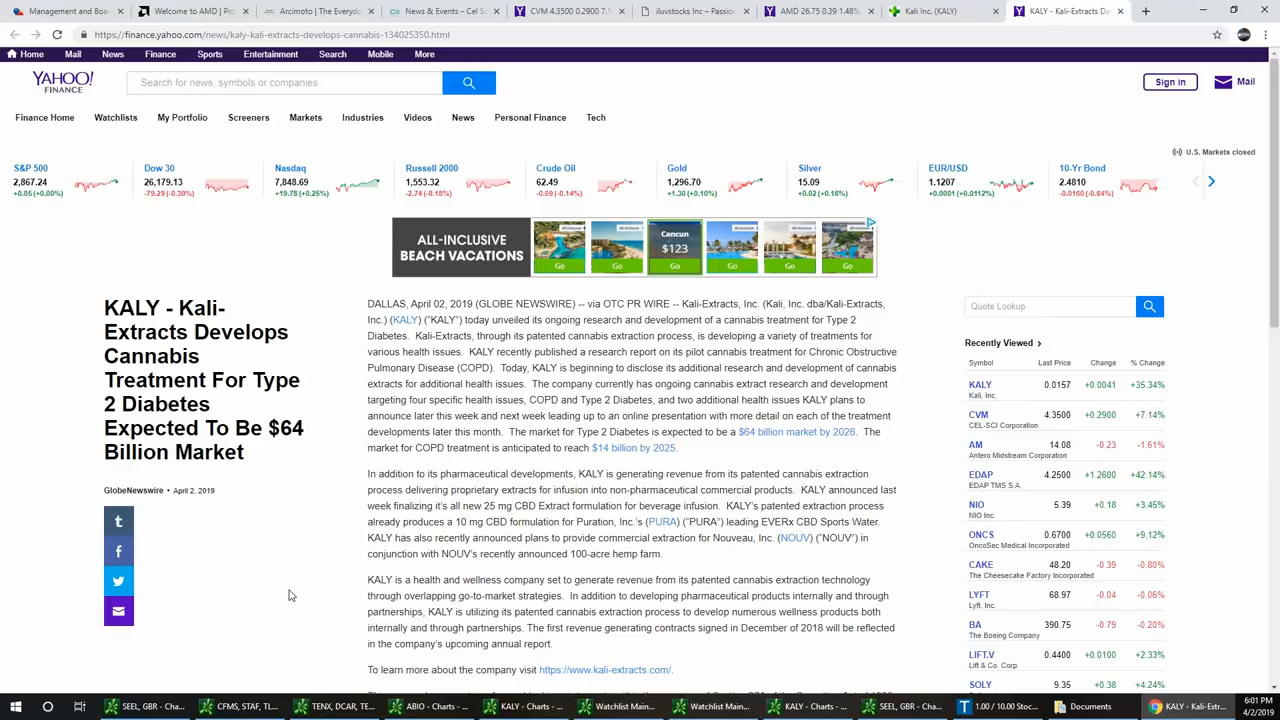 Management and Boar
Welcome to AMD | Pro
Arcimoto | The Everyda
News & Events - Cel Sc
CVM 4.3500 0.2900 7.1
iluvstocks Inc - Passion
AMD 26.75 0.39 1.48%
Kali Inc. (KALY)
KALY - Kali-Extracts De
https://finance.yahoo.com/news/kaly-kali-extracts-develops-cannabis-134025350.html
Home Mail News Finance Sports Entertainment Search Mobile More
YAHOO!
FINANCE
Search for news, symbols or companies
Sign in
Mail
Finance Home Watchlists My Portfolio Screeners Markets Industries Videos News Personal Finance Tech
U.S. Markets closed
S&P 500 Dow 30 Nasdaq Russell 2000 Crude Oil Gold Silver EUR/USD 10-Yr Bond
2,867.24 26,179.13 7,848.69 1,553.32 62.49 1,296.70 15.09 1.1207 2.4810
+0.05 (+0.00%) -79.29 (-0.30%) +19.78 (+0.25%) -2.74 (-0.18%) -0.09 (-0.14%) +1.30 (+0.10%) +0.02 (+0.16%) +0.0001 (+0.0112%) -0.0160 (-0.64%)
ALL-INCLUSIVE
BEACH VACATIONS
Cancun
$123
Go Go Go Go Go Go
KALY - Kali-
Extracts Develops
Cannabis
Treatment For Type
2 Diabetes
Expected To Be $64
Billion Market
GlobeNewswire • April 2, 2019
DALLAS, April 02, 2019 (GLOBE NEWSWIRE) -- via OTC PR WIRE -- Kali-Extracts, Inc. (Kali, Inc. dba/Kali-Extracts,
Inc.) (KALY) ("KALY") today unveiled its ongoing research and development of a cannabis treatment for Type 2
Diabetes. Kali-Extracts, through its patented cannabis extraction process, is developing a variety of treatments for
various health issues. KALY recently published a research report on its pilot cannabis treatment for Chronic Obstructive
Pulmonary Disease (COPD). Today, KALY is beginning to disclose its additional research and development of cannabis
extracts for additional health issues. The company currently has ongoing cannabis extract research and development
targeting four specific health issues, COPD and Type 2 Diabetes, and two additional health issues KALY plans to
announce later this week and next week leading up to an online presentation with more detail on each of the treatment
developments later this month. The market for Type 2 Diabetes is expected to be a $64 billion market by 2026. The
market for COPD treatment is anticipated to reach $14 billion by 2025.
In addition to its pharmaceutical developments, KALY is generating revenue from its patented cannabis extraction
process delivering proprietary extracts for infusion into non-pharmaceutical commercial products. KALY announced last
week finalizing it's all new 25 mg CBD Extract formulation for beverage infusion. KALY's patented extraction process
already produces a 10 mg CBD formulation for Puration, Inc.'s (PURA) ("PURA") leading EVERx CBD Sports Water.
KALY has also recently announced plans to provide commercial extraction for Nouveau, Inc. (NOUV) ("NOUV") in
conjunction with NOUV's recently announced 100-acre hemp farm.
KALY is a health and wellness company set to generate revenue from its patented cannabis extraction technology
through overlapping go-to-market strategies. In addition to developing pharmaceutical products internally and through
partnerships, KALY is utilizing its patented cannabis extraction process to develop numerous wellness products both
internally and through partnerships. The first revenue generating contracts signed in December of 2018 will be reflected
in the company's upcoming annual report.
To learn more about the company visit https://www.kali-extracts.com/.
Quote Lookup
Recently Viewed
Symbol Last Price Change % Change
KALY 0.0157 +0.0041 +35.34%
Kali, Inc.
CVM 4.3500 +0.2900 +7.14%
CEL-SCI Corporation
AM 14.08 -0.23 -1.61%
Antero Midstream Corporation
EDAP 4.2500 +1.2600 +42.14%
EDAP TMS S.A.
NIO 5.39 +0.18 +3.45%
NIO Inc.
ONCS 0.6700 +0.0560 +9.12%
OncoSec Medical Incorporated
CAKE 48.20 -0.39 -0.80%
The Cheesecake Factory Incorporated
LYFT 68.97 -0.04 -0.06%
Lyft, Inc.
BA 390.75 -0.79 -0.20%
The Boeing Company
LIFT.V 0.4400 +0.0100 +2.33%
Lift & Co. Corp.
SOLY 9.35 +0.38 +4.24%
SEEL, GBR - Cha...
CFMS, STAF, TL...
TENX, DCAR, TE...
ABIO - Charts - ...
KALY - Charts - ...
Watchlist Main...
Watchlist Main...
KALY - Charts - ...
SEEL, GBR - Cha...
1.00 / 10.00 Stoc...
Documents
KALY - Kali-Extr...
6:01 PM
4/2/2019